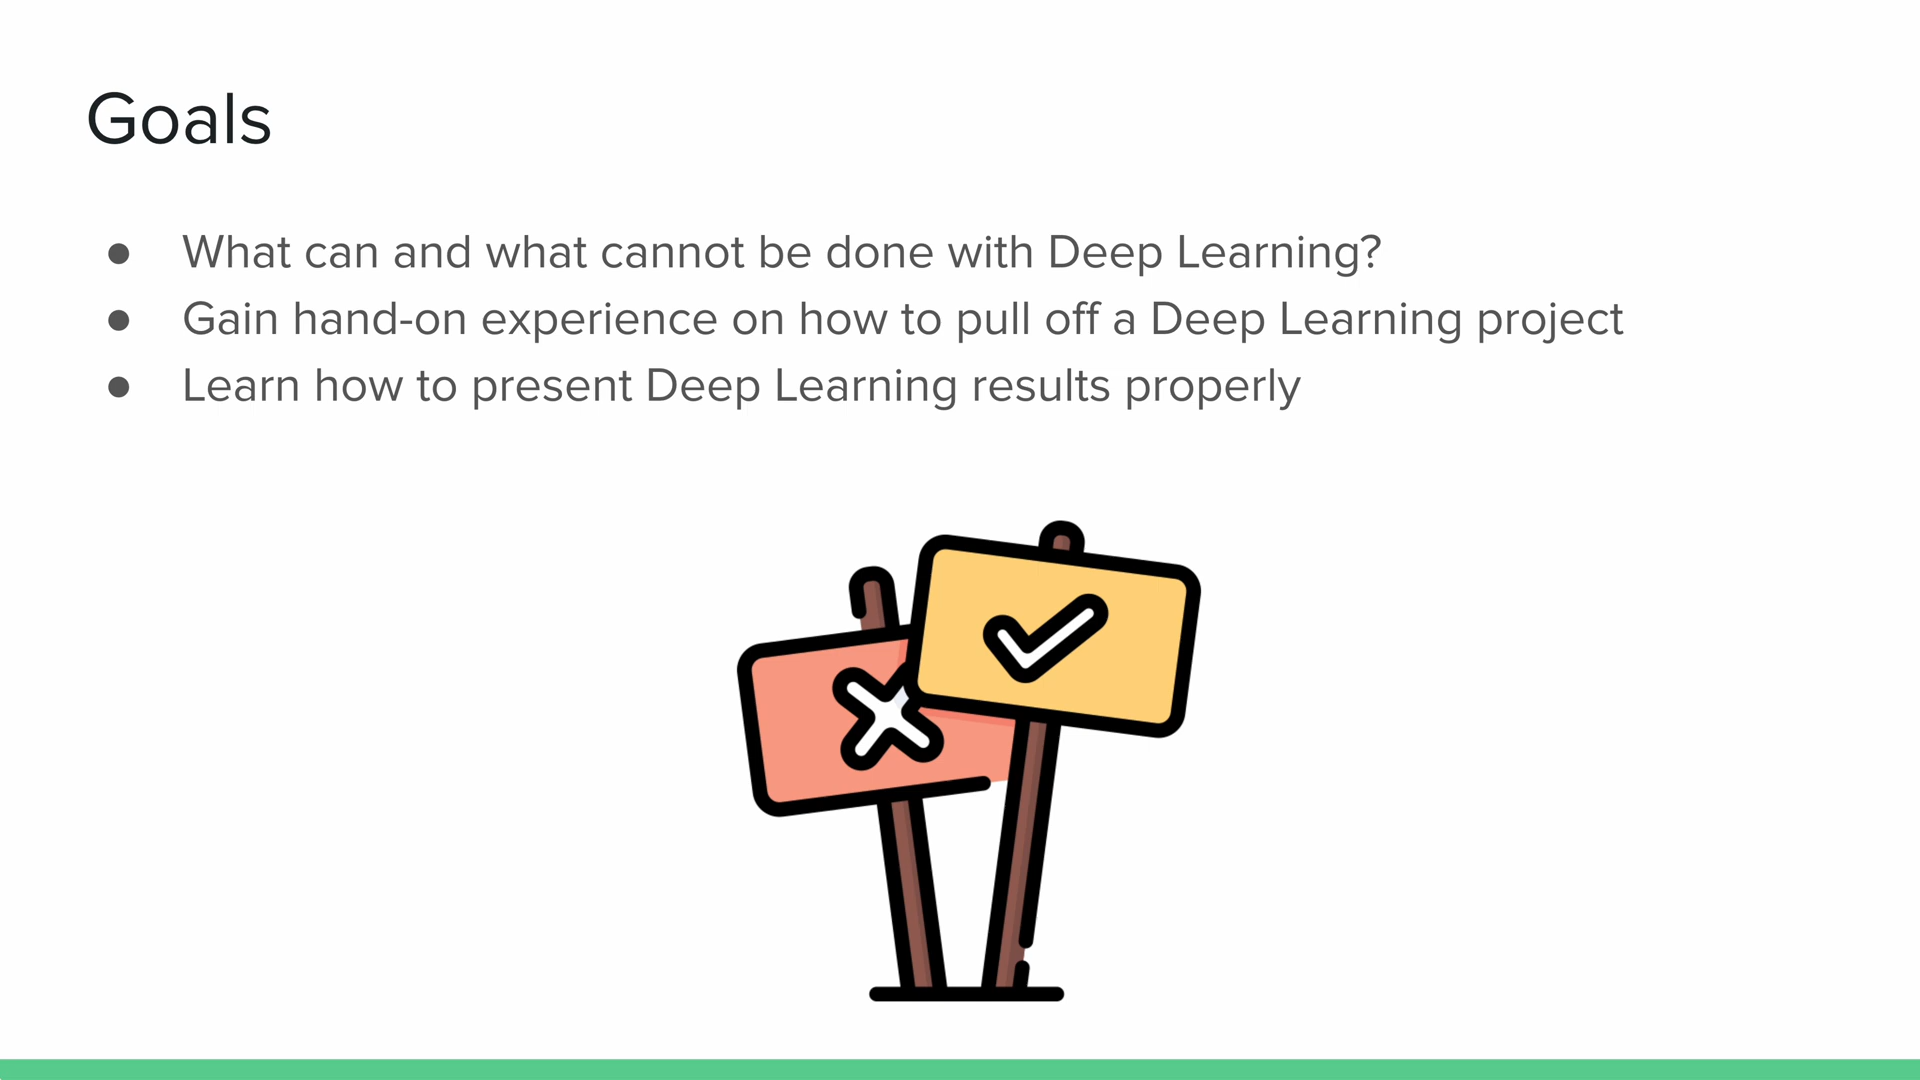 Goals
● What can and what cannot be done with Deep Learning?
● Gain hand-on experience on how to pull off a Deep Learning project
● Learn how to present Deep Learning results properly